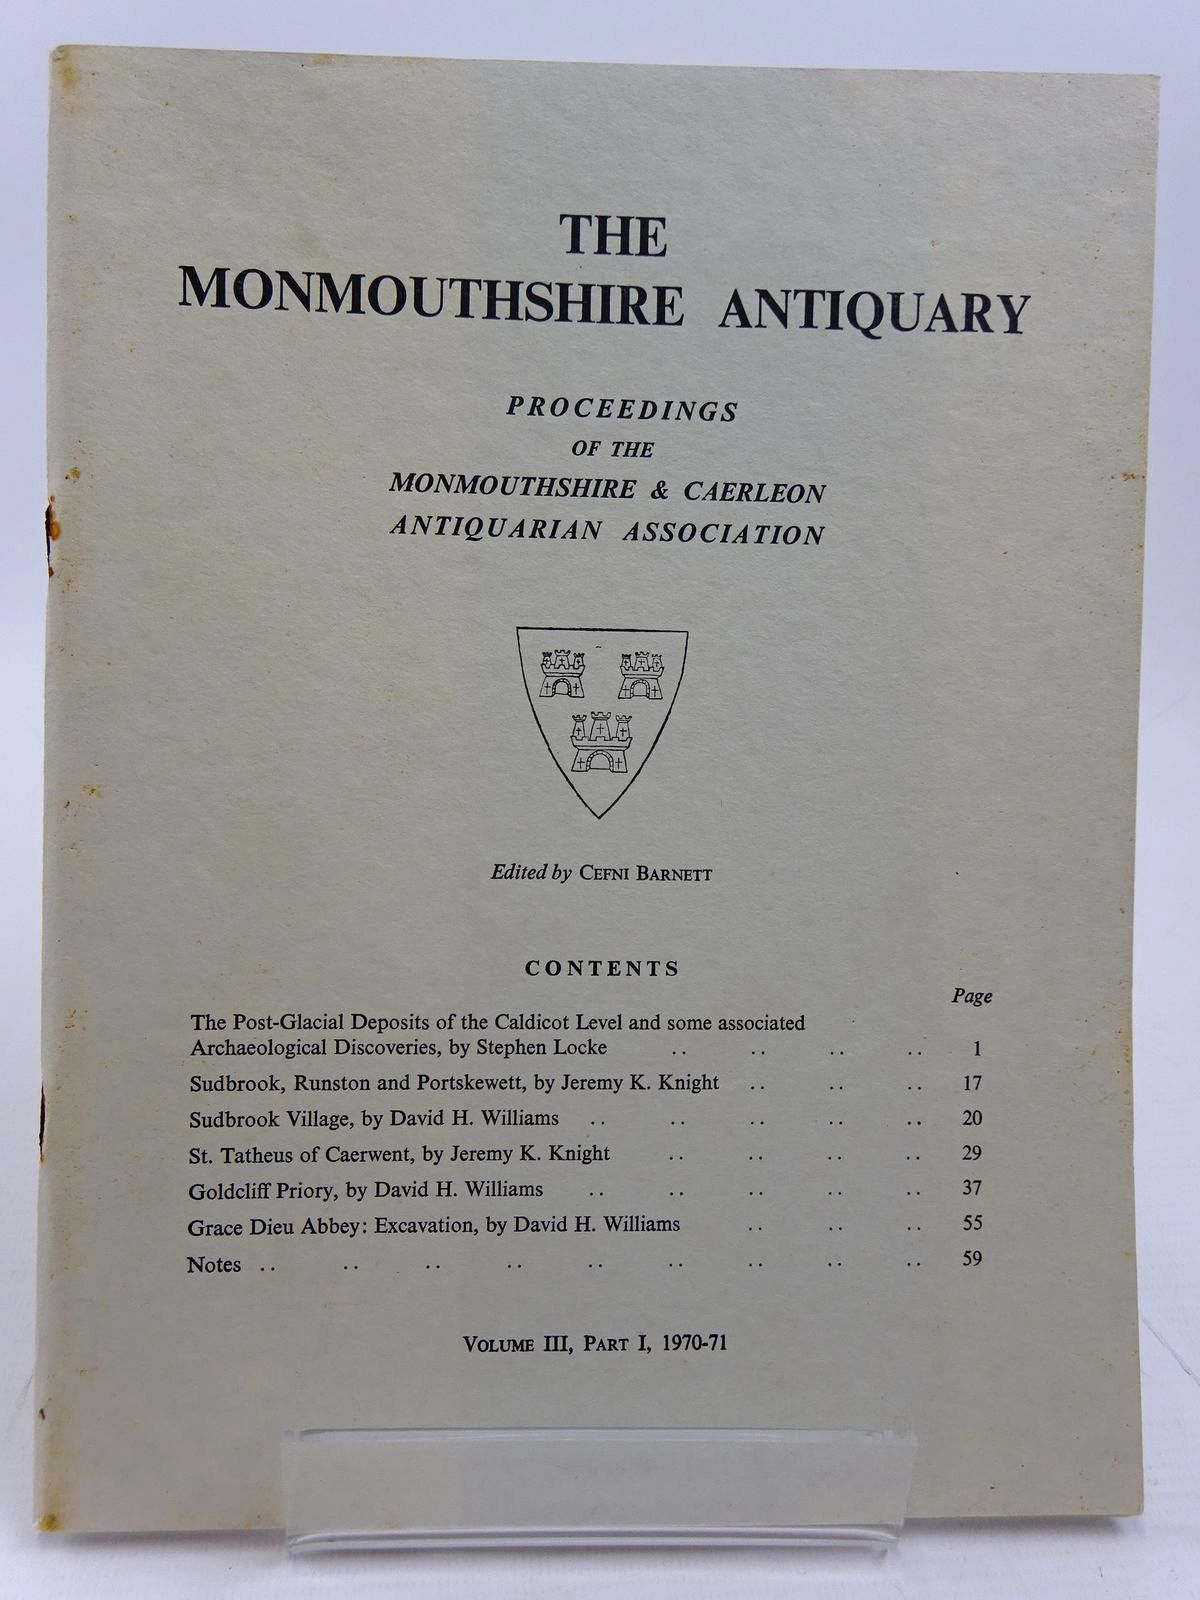 THE
MONMOUTHSHIRE ANTIQUARY
PROCEEDINGS
OF THE
MONMOUTHSHIRE & CAERLEON
ANTIQUARIAN ASSOCIATION
Edited by CEFNI BARNETT
CONTENTS
Page
The Post-Glacial Deposits of the Caldicot Level and some associated
Archaeological Discoveries, by Stephen Locke .. .. .. .. 1
Sudbrook, Runston and Portskewett, by Jeremy K. Knight .. .. .. 17
Sudbrook Village, by David H. Williams .. .. .. .. .. 20
St. Tatheus of Caerwent, by Jeremy K. Knight .. .. .. .. 29
Goldcliff Priory, by David H. Williams .. .. .. .. .. 37
Grace Dieu Abbey: Excavation, by David H. Williams .. .. .. 55
Notes .. .. .. .. .. .. .. .. .. 59
VOLUME III, PART I, 1970-71